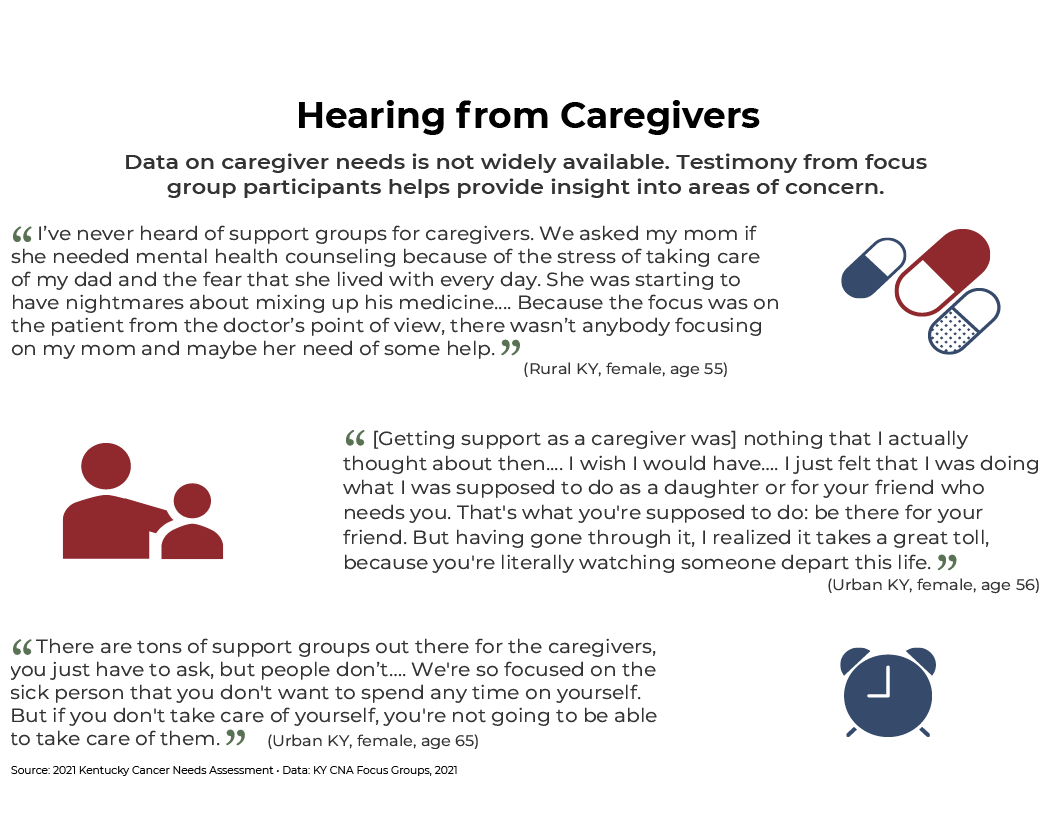 Hearing from Caregivers
Data on caregiver needs is not widely available. Testimony from focus
group participants helps provide insight into areas of concern.
“I’ve never heard of support groups for caregivers. We asked my mom if
she needed mental health counseling because of the stress of taking care
of my dad and the fear that she lived with every day. She was starting to
have nightmares about mixing up his medicine.... Because the focus was on
the patient from the doctor’s point of view, there wasn’t anybody focusing
on my mom and maybe her need of some help.”
(Rural KY, female, age 55)
“ [Getting support as a caregiver was] nothing that I actually
thought about then.... I wish I would have.... I just felt that I was doing
what I was supposed to do as a daughter or for your friend who
needs you. That's what you're supposed to do: be there for your
friend. But having gone through it, I realized it takes a great toll,
because you're literally watching someone depart this life.”
(Urban KY, female, age 56)
“There are tons of support groups out there for the caregivers,
you just have to ask, but people don’t.... We're so focused on the
sick person that you don't want to spend any time on yourself.
But if you don't take care of yourself, you're not going to be able
to take care of them.” (Urban KY, female, age 65)
Source: 2021 Kentucky Cancer Needs Assessment • Data: KY CNA Focus Groups, 2021